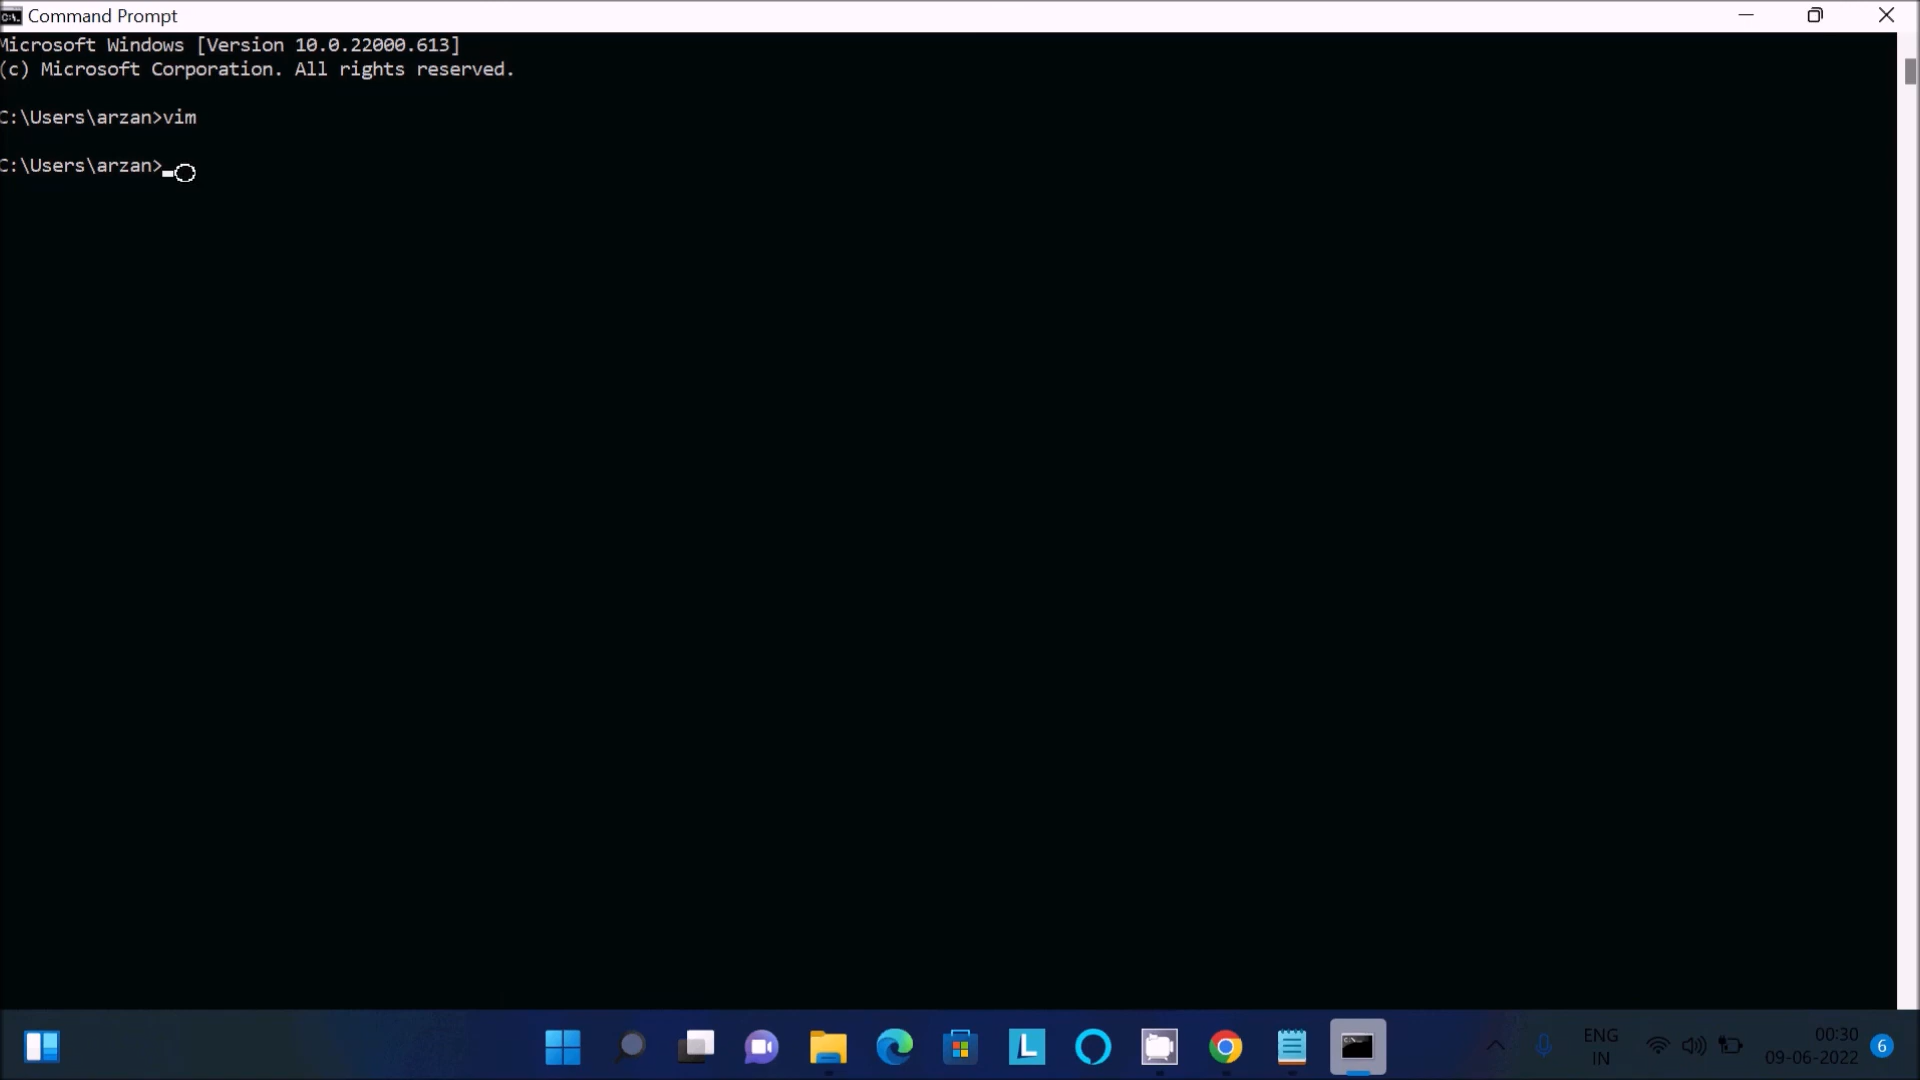 Command Prompt
Microsoft Windows [Version 10.0.22000.613]
(c) Microsoft Corporation. All rights reserved.
C:\Users\arzan>vim
C:\Users\arzan>
L
ENG
IN
00:30
09-06-2022
6